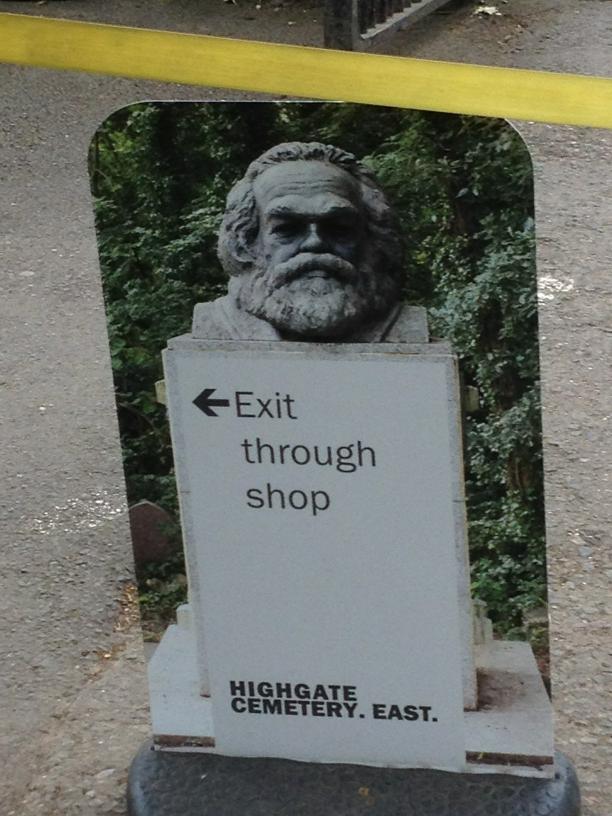 ←Exit
through
shop
HIGHGATE
CEMETERY. EAST.